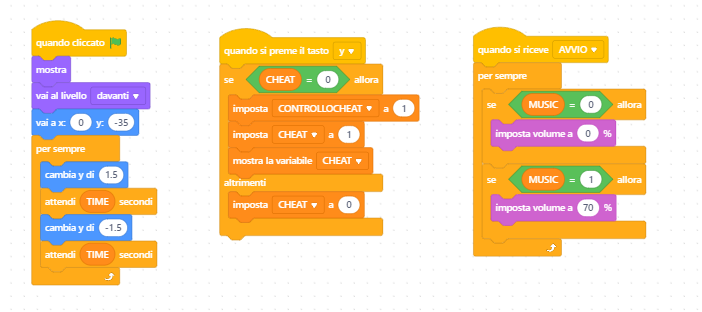 quando cliccato
mostra
vai al livello davanti
vai a x: 0 y: -35
per sempre
cambia y di 1.5
attendi TIME secondi
cambia y di -1.5
attendi TIME secondi
quando si preme il tasto y
se CHEAT = 0 allora
imposta CONTROLLOCHEAT a 1
imposta CHEAT a 1
mostra la variabile CHEAT
altrimenti
imposta CHEAT a 0
quando si riceve AVVIO
per sempre
se MUSIC = 0 allora
imposta volume a 0 %
se MUSIC = 1 allora
imposta volume a 70 %